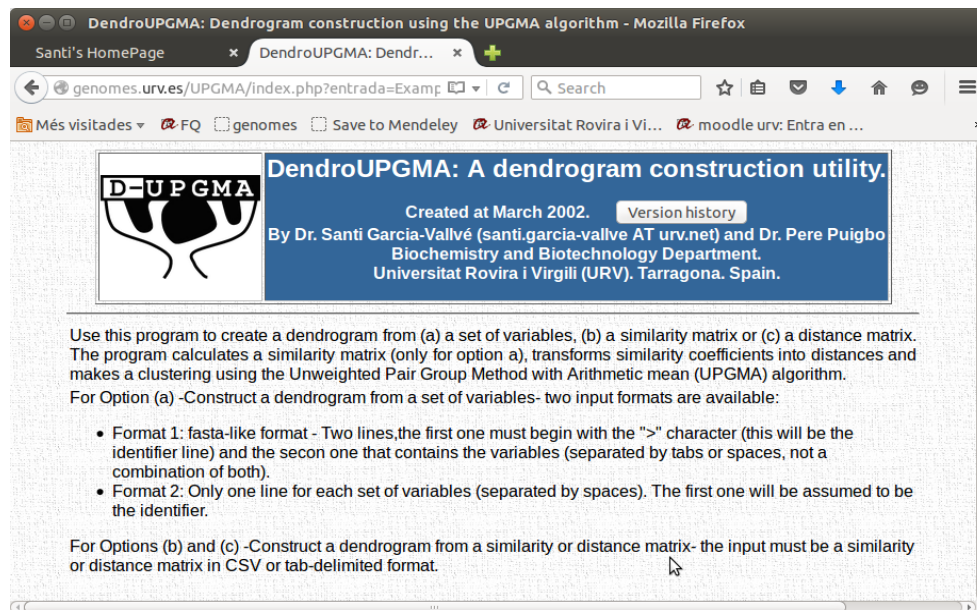 DendroUPGMA: Dendrogram construction using the UPGMA algorithm - Mozilla Firefox
Santi's HomePage × DendroUPGMA: Dendr... ×
genomes.urv.es/UPGMA/index.php?entrada=Examp Search
Més visitades FQ genomes Save to Mendeley Universitat Rovira i Vi... moodle urv: Entra en ...
D-UPGMA
DendroUPGMA: A dendrogram construction utility.
Created at March 2002. Version history
By Dr. Santi Garcia-Vallvé (santi.garcia-vallve AT urv.net) and Dr. Pere Puigbo
Biochemistry and Biotechnology Department.
Universitat Rovira i Virgili (URV). Tarragona. Spain.
Use this program to create a dendrogram from (a) a set of variables, (b) a similarity matrix or (c) a distance matrix.
The program calculates a similarity matrix (only for option a), transforms similarity coefficients into distances and
makes a clustering using the Unweighted Pair Group Method with Arithmetic mean (UPGMA) algorithm.
For Option (a) -Construct a dendrogram from a set of variables- two input formats are available:
• Format 1: fasta-like format - Two lines,the first one must begin with the ">" character (this will be the
identifier line) and the secon one that contains the variables (separated by tabs or spaces, not a
combination of both).
• Format 2: Only one line for each set of variables (separated by spaces). The first one will be assumed to be
the identifier.
For Options (b) and (c) -Construct a dendrogram from a similarity or distance matrix- the input must be a similarity
or distance matrix in CSV or tab-delimited format.